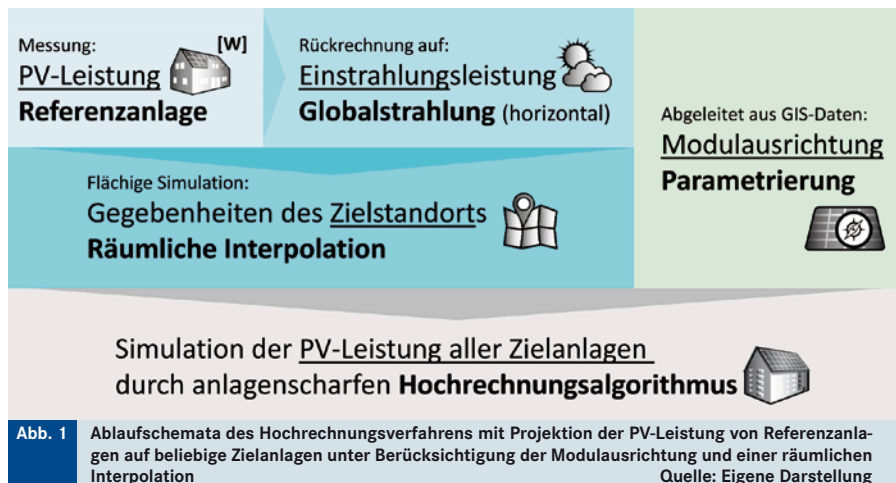 Messung:
PV-Leistung
[W]
Referenzanlage
Rückrechnung auf:
Einstrahlungsleistung
Globalstrahlung (horizontal)
Abgeleitet aus GIS-Daten:
Modulausrichtung
Parametrierung
Flächige Simulation:
Gegebenheiten des Zielstandorts
Räumliche Interpolation
Simulation der PV-Leistung aller Zielanlagen
durch anlagenscharfen Hochrechnungsalgorithmus
Abb. 1
Ablaufschemata des Hochrechnungsverfahrens mit Projektion der PV-Leistung von Referenzanla-
gen auf beliebige Zielanlagen unter Berücksichtigung der Modulausrichtung und einer räumlichen
Interpolation
Quelle: Eigene Darstellung